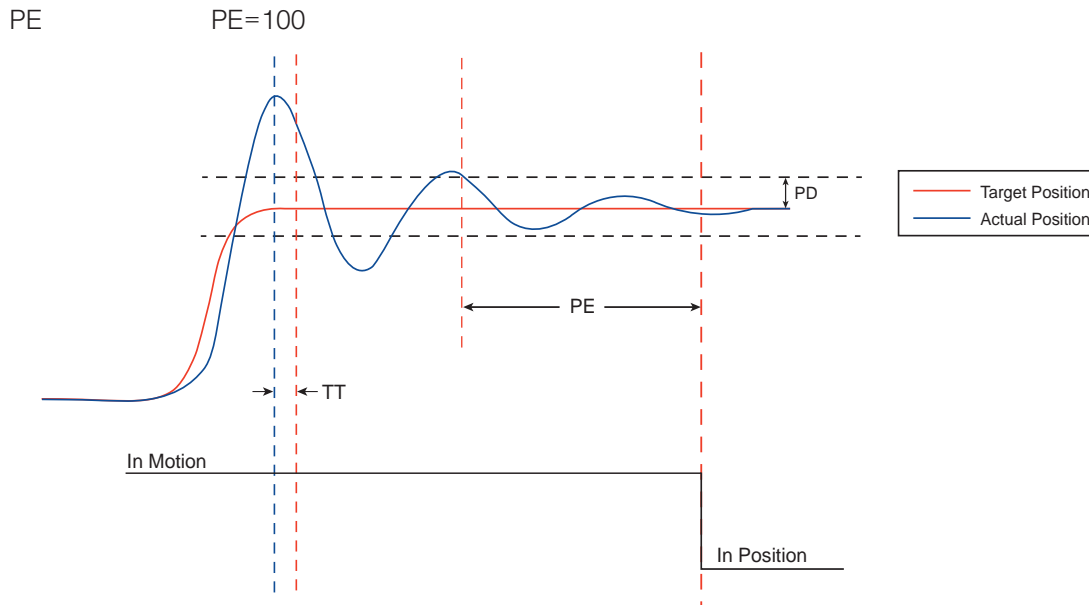 PE PE=100
PD
Target Position
Actual Position
PE
TT
In Motion
In Position